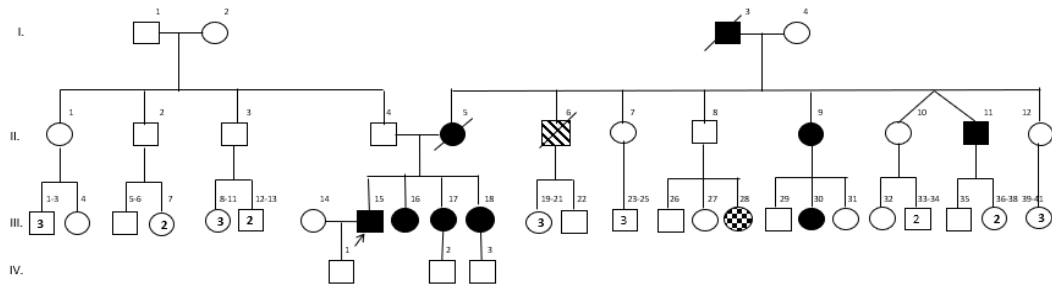 1 2 3 4
I.
1 2 3 4 5 6 7 8 9 10 11 12
II.
1-3 4 5-6 7 8-11 12-13 14 15 16 17 18 19-21 22 23-25 26 27 28 29 30 31 32 33-34 35 36-38 39-41
III. 3 2 3 2 3 3 2 2 3
1 2 3
IV.